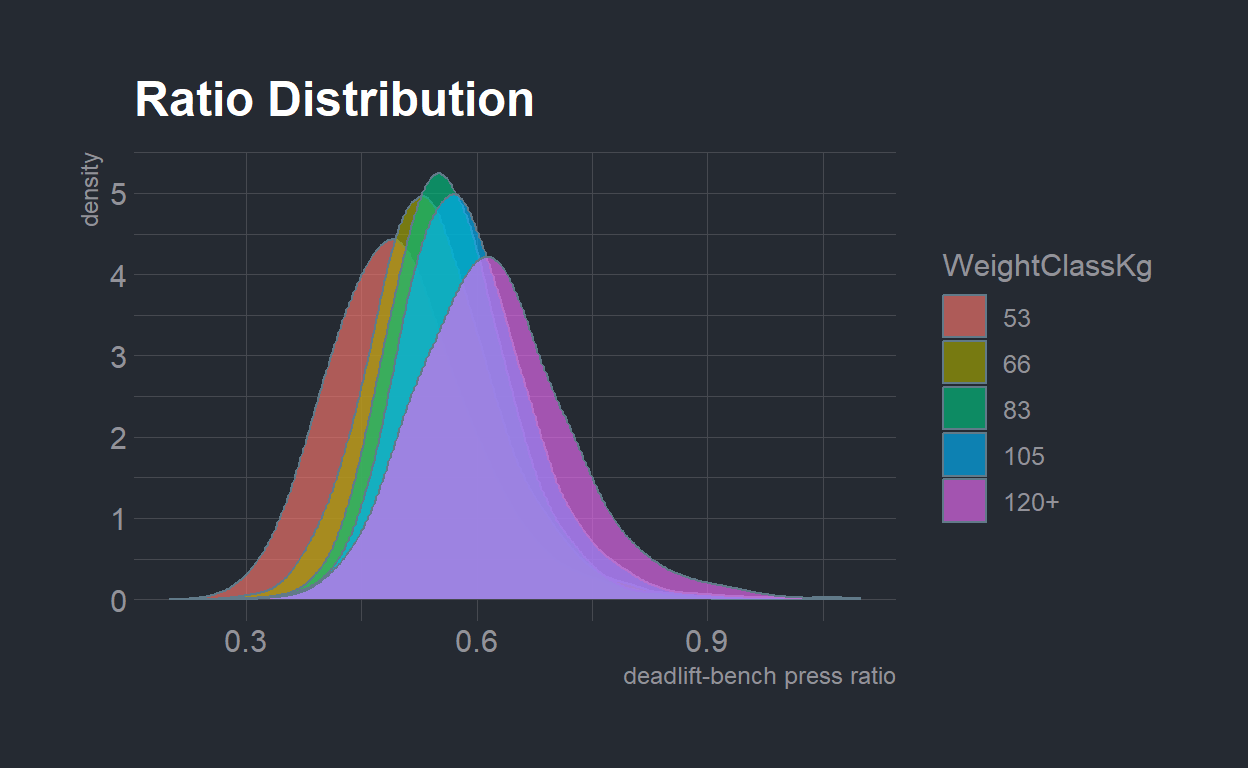 Ratio Distribution
density
5
4
3
2
1
0
0.3 0.6 0.9
deadlift-bench press ratio
WeightClassKg
53
66
83
105
120+